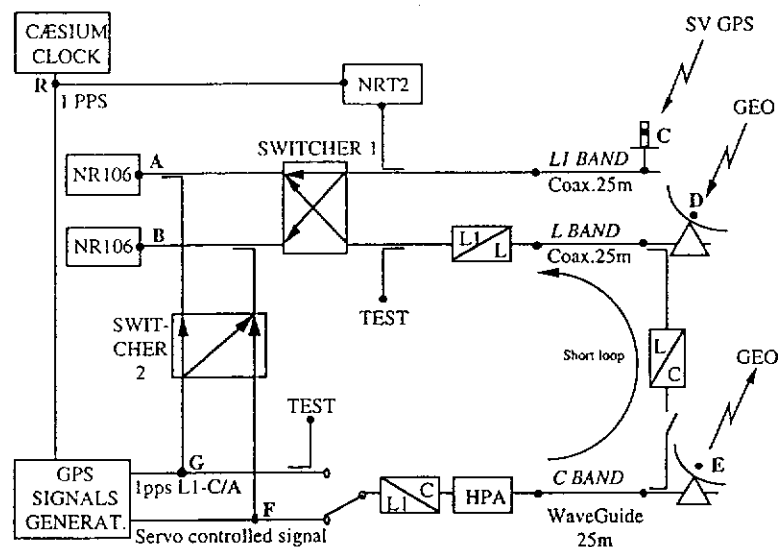 CÆSIUM
CLOCK
R
1 PPS
NRT2
SV GPS
C
GEO
SWITCHER 1
NR106
A
L1 BAND
Coax.25m
D
NR106
B
L1
L
L BAND
Coax.25m
TEST
SWIT-
CHER
2
Short loop
L
C
GEO
TEST
GPS
SIGNALS
GENERAT.
G
1pps L1-C/A
F
Servo controlled signal
C
L1
HPA
C BAND
WaveGuide
25m
E